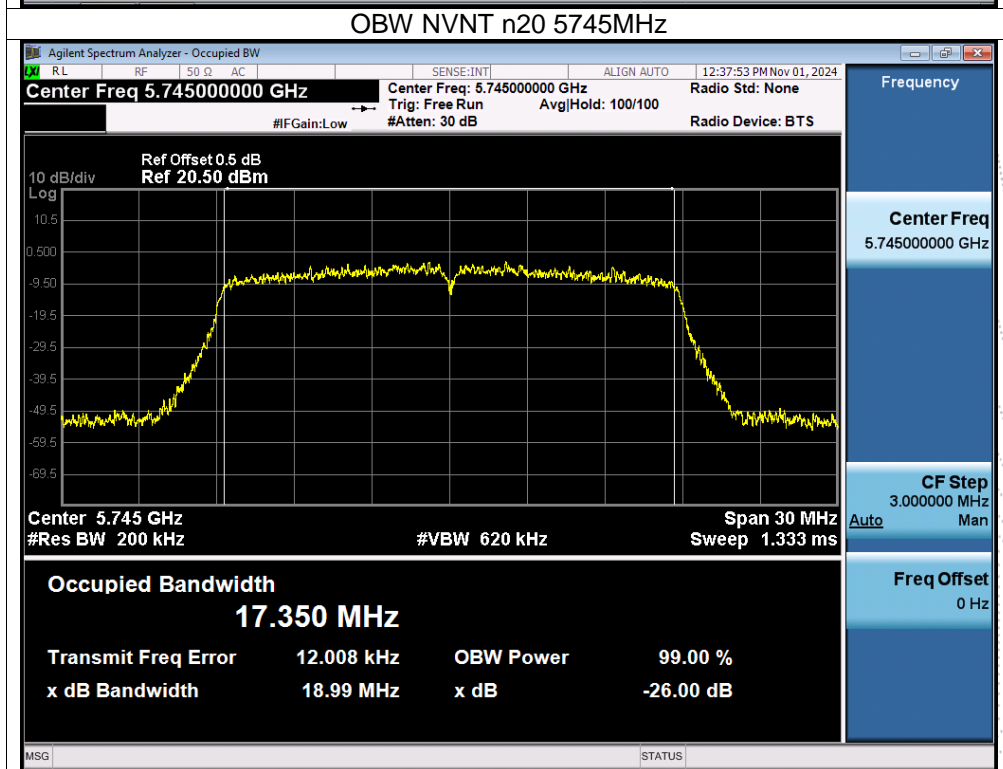 OBW NVNT n20 5745MHz
Agilent Spectrum Analyzer - Occupied BW
LXI RL RF 50 Ω AC SENSE:INT ALIGN AUTO 12:37:53 PM Nov 01, 2024
Center Freq 5.745000000 GHz
Center Freq: 5.745000000 GHz
Radio Std: None
Trig: Free Run Avg|Hold: 100/100
#IFGain:Low
#Atten: 30 dB
Radio Device: BTS
Ref Offset 0.5 dB
10 dB/div Ref 20.50 dBm
Log
10.5
0.500
-9.50
-19.5
-29.5
-39.5
-49.5
-59.5
-69.5
Center 5.745 GHz Span 30 MHz
#Res BW 200 kHz #VBW 620 kHz Sweep 1.333 ms
Occupied Bandwidth
17.350 MHz
Transmit Freq Error 12.008 kHz OBW Power 99.00 %
x dB Bandwidth 18.99 MHz x dB -26.00 dB
Frequency
Center Freq
5.745000000 GHz
CF Step
3.000000 MHz
Auto Man
Freq Offset
0 Hz
MSG STATUS